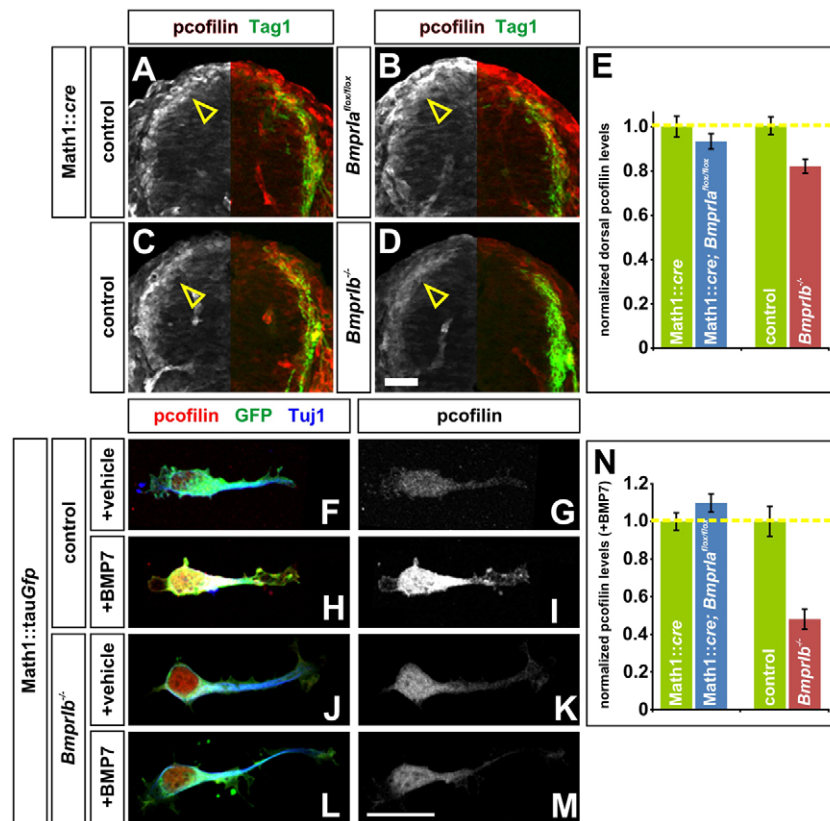 pcofilin Tag1
pcofilin Tag1
Math1::cre
control
A
Bmprla flox/flox
B
E
control
C
Bmprlb -/-
D
normalized dorsal pcofilin levels
1.0
0.8
0.6
0.4
0.2
0
Math1::cre
Math1::cre; Bmprla flox/flox
control
Bmprlb -/-
pcofilin GFP Tuj1
pcofilin
Math1::tauGfp
control
+vehicle
F
G
+BMP7
H
I
Bmprlb -/-
+vehicle
J
K
+BMP7
L
M
N
normalized pcofilin levels (+BMP7)
1.2
1.0
0.8
0.6
0.4
0.2
0
Math1::cre
Math1::cre; Bmprla flox/flox
control
Bmprlb -/-